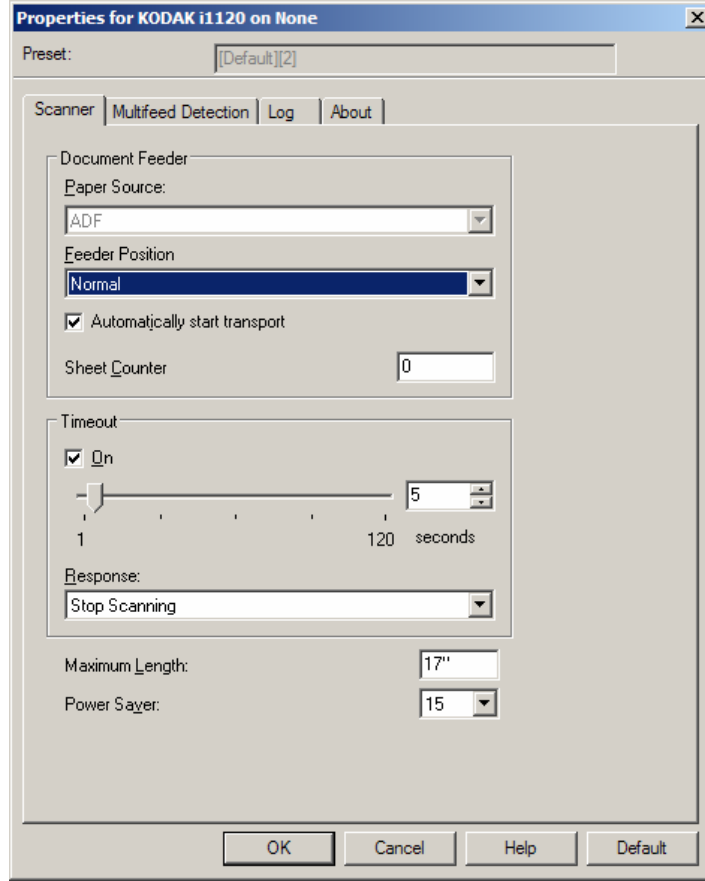 Properties for KODAK i1120 on None
Preset: [Default][2]
Scanner Multifeed Detection Log About
Document Feeder
Paper Source:
ADF
Feeder Position
Normal
Automatically start transport
Sheet Counter 0
Timeout
On
5
1 120 seconds
Response:
Stop Scanning
Maximum Length: 17"
Power Saver: 15
OK Cancel Help Default